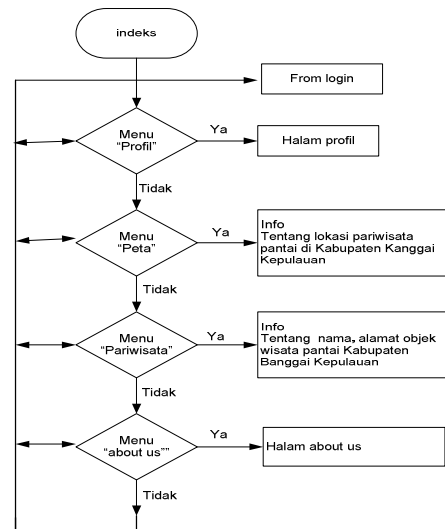 indeks
From login
Menu
"Profil"
Ya
Halam profil
Tidak
Menu
"Peta"
Ya
Info
Tentang lokasi pariwisata
pantai di Kabupaten Kanggai
Kepulauan
Tidak
Menu
"Pariwisata"
Ya
Info
Tentang nama, alamat objek
wisata pantai Kabupaten
Banggai Kepulauan
Tidak
Menu
"about us""
Ya
Halam about us
Tidak